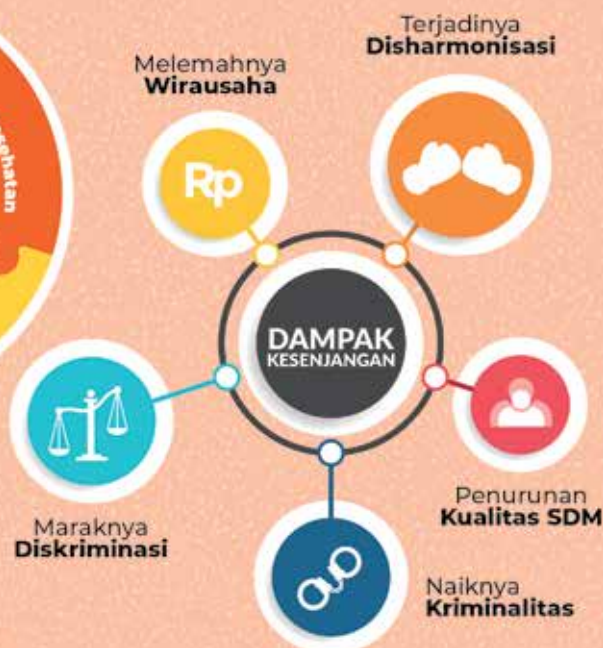 Terjadinya
Disharmonisasi
Melemahnya
Wirausaha
Rp
DAMPAK
KESENJANGAN
Penurunan
Kualitas SDM
Maraknya
Diskriminasi
Naiknya
Kriminalitas